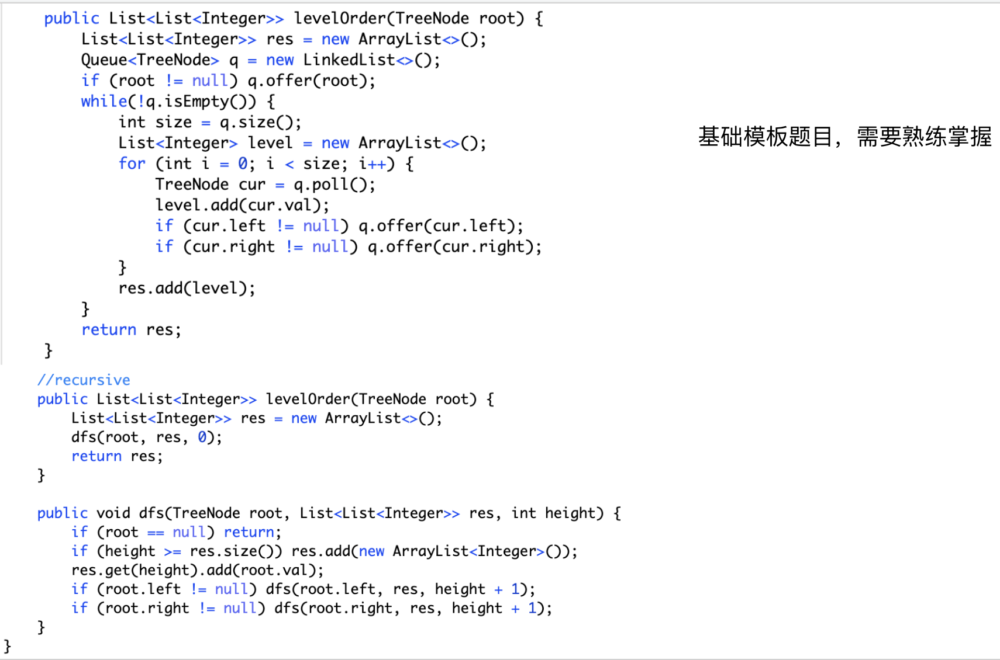 public List<List<Integer>> levelOrder(TreeNode root) {
List<List<Integer>> res = new ArrayList<>();
Queue<TreeNode> q = new LinkedList<>();
if (root != null) q.offer(root);
while(!q.isEmpty()) {
int size = q.size();
List<Integer> level = new ArrayList<>();
for (int i = 0; i < size; i++) {
TreeNode cur = q.poll();
level.add(cur.val);
if (cur.left != null) q.offer(cur.left);
if (cur.right != null) q.offer(cur.right);
}
res.add(level);
}
return res;
}
基础模板题目，需要熟练掌握
//recursive
public List<List<Integer>> levelOrder(TreeNode root) {
List<List<Integer>> res = new ArrayList<>();
dfs(root, res, 0);
return res;
}
public void dfs(TreeNode root, List<List<Integer>> res, int height) {
if (root == null) return;
if (height >= res.size()) res.add(new ArrayList<Integer>());
res.get(height).add(root.val);
if (root.left != null) dfs(root.left, res, height + 1);
if (root.right != null) dfs(root.right, res, height + 1);
}
}